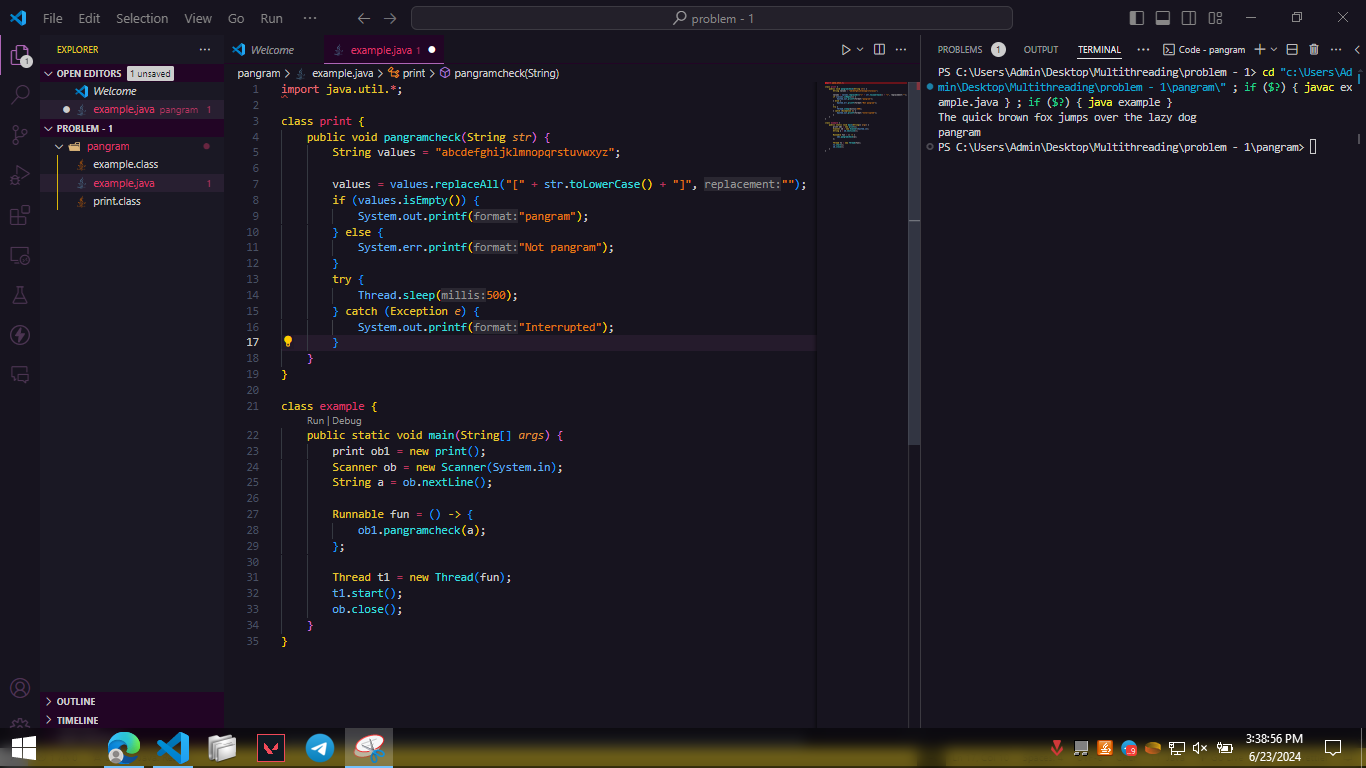 File Edit Selection View Go Run ··· problem - 1
EXPLORER ···
OPEN EDITORS 1 unsaved
Welcome
example.java pangram 1
PROBLEM - 1
pangram
example.class
example.java 1
print.class
OUTLINE
TIMELINE
Welcome example.java 1
pangram > example.java > print > pangramcheck(String)
1 import java.util.*;
2
3 class print {
4 public void pangramcheck(String str) {
5 String values = "abcdefghijklmnopqrstuvwxyz";
6
7 values = values.replaceAll("[" + str.toLowerCase() + "]", replacement:"");
8 if (values.isEmpty()) {
9 System.out.printf(format:"pangram");
10 } else {
11 System.err.printf(format:"Not pangram");
12 }
13 try {
14 Thread.sleep(millis:500);
15 } catch (Exception e) {
16 System.out.printf(format:"Interrupted");
17 }
18 }
19 }
20
21 class example {
Run | Debug
22 public static void main(String[] args) {
23 print ob1 = new print();
24 Scanner ob = new Scanner(System.in);
25 String a = ob.nextLine();
26
27 Runnable fun = () -> {
28 ob1.pangramcheck(a);
29 };
30
31 Thread t1 = new Thread(fun);
32 t1.start();
33 ob.close();
34 }
35 }
PROBLEMS 1 OUTPUT TERMINAL ··· Code - pangram
PS C:\Users\Admin\Desktop\Multithreading\problem - 1> cd "c:\Users\Ad
min\Desktop\Multithreading\problem - 1\pangram\" ; if ($?) { javac ex
ample.java } ; if ($?) { java example }
The quick brown fox jumps over the lazy dog
pangram
PS C:\Users\Admin\Desktop\Multithreading\problem - 1\pangram>
3:38:56 PM
6/23/2024